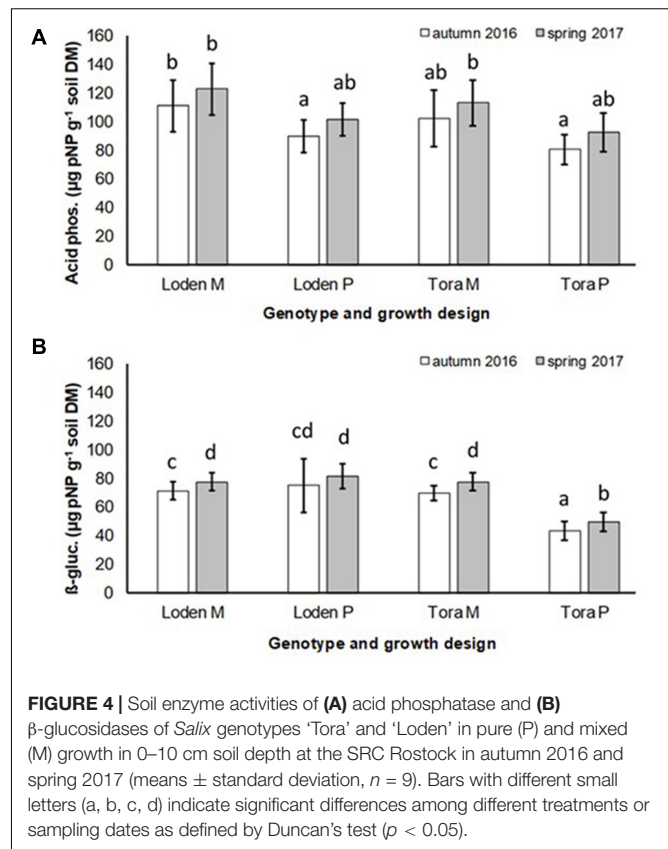 A
160
140
120
100
80
60
40
20
0
Acid phos. (µg pNP g⁻¹ soil DM)
autumn 2016
spring 2017
b
b
a
ab
ab
b
a
ab
Loden M
Loden P
Tora M
Tora P
Genotype and growth design
B
160
140
120
100
80
60
40
20
0
ß-gluc. (µg pNP g⁻¹ soil DM)
autumn 2016
spring 2017
c
d
cd
d
c
d
a
b
Loden M
Loden P
Tora M
Tora P
Genotype and growth design
FIGURE 4 | Soil enzyme activities of (A) acid phosphatase and (B)
β-glucosidases of Salix genotypes ‘Tora’ and ‘Loden’ in pure (P) and mixed
(M) growth in 0–10 cm soil depth at the SRC Rostock in autumn 2016 and
spring 2017 (means ± standard deviation, n = 9). Bars with different small
letters (a, b, c, d) indicate significant differences among different treatments or
sampling dates as defined by Duncan’s test (p < 0.05).